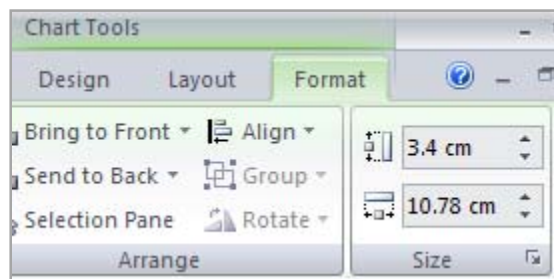 Chart Tools
Design Layout Format
Bring to Front Align
Send to Back Group
Selection Pane Rotate
3.4 cm
10.78 cm
Arrange Size